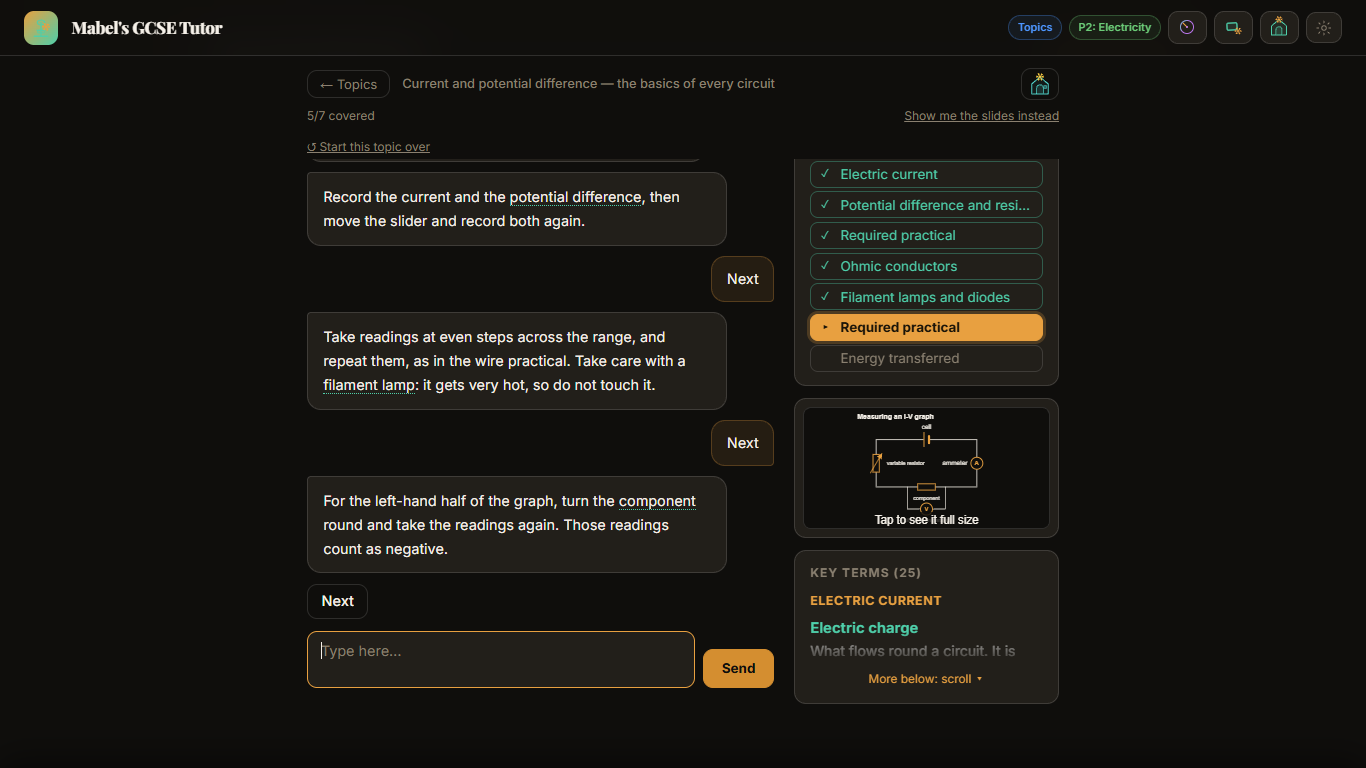 Mabel's GCSE Tutor
Topics
P2: Electricity
← Topics
Current and potential difference — the basics of every circuit
5/7 covered
Show me the slides instead
↺ Start this topic over
Record the current and the potential difference, then
move the slider and record both again.
Next
Take readings at even steps across the range, and
repeat them, as in the wire practical. Take care with a
filament lamp: it gets very hot, so do not touch it.
Next
For the left-hand half of the graph, turn the component
round and take the readings again. Those readings
count as negative.
Next
Type here...
Send
✓ Electric current
✓ Potential difference and resi...
✓ Required practical
✓ Ohmic conductors
✓ Filament lamps and diodes
▸ Required practical
Energy transferred
Measuring an I-V graph
cell
variable resistor
ammeter
A
component
V
Tap to see it full size
KEY TERMS (25)
ELECTRIC CURRENT
Electric charge
What flows round a circuit. It is
More below: scroll ▾